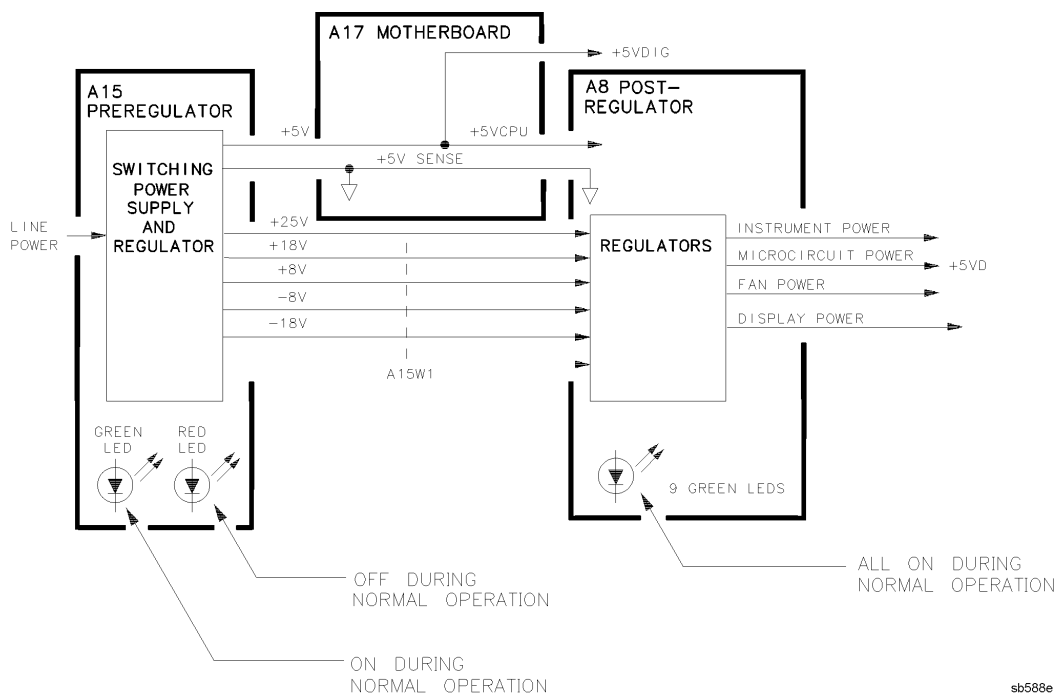 A17 MOTHERBOARD
+5VDIG
A15
PREREGULATOR
A8 POST-
REGULATOR
+5V
+5VCPU
+5V SENSE
SWITCHING
POWER
SUPPLY
AND
REGULATOR
LINE
POWER
+25V
+18V
+8V
-8V
-18V
A15W1
REGULATORS
INSTRUMENT POWER
MICROCIRCUIT POWER
+5VD
FAN POWER
DISPLAY POWER
GREEN
LED
RED
LED
9 GREEN LEDS
OFF DURING
NORMAL OPERATION
ALL ON DURING
NORMAL OPERATION
ON DURING
NORMAL OPERATION
sb588e